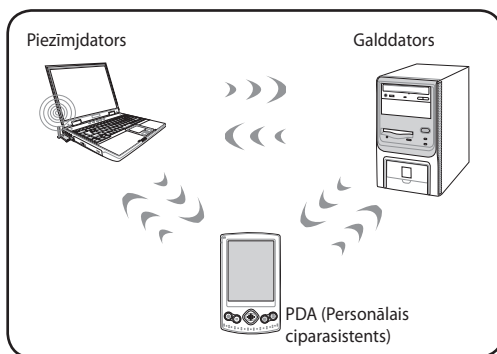 Piezīmjdators
Galddators
PDA (Personālais
ciparasistents)